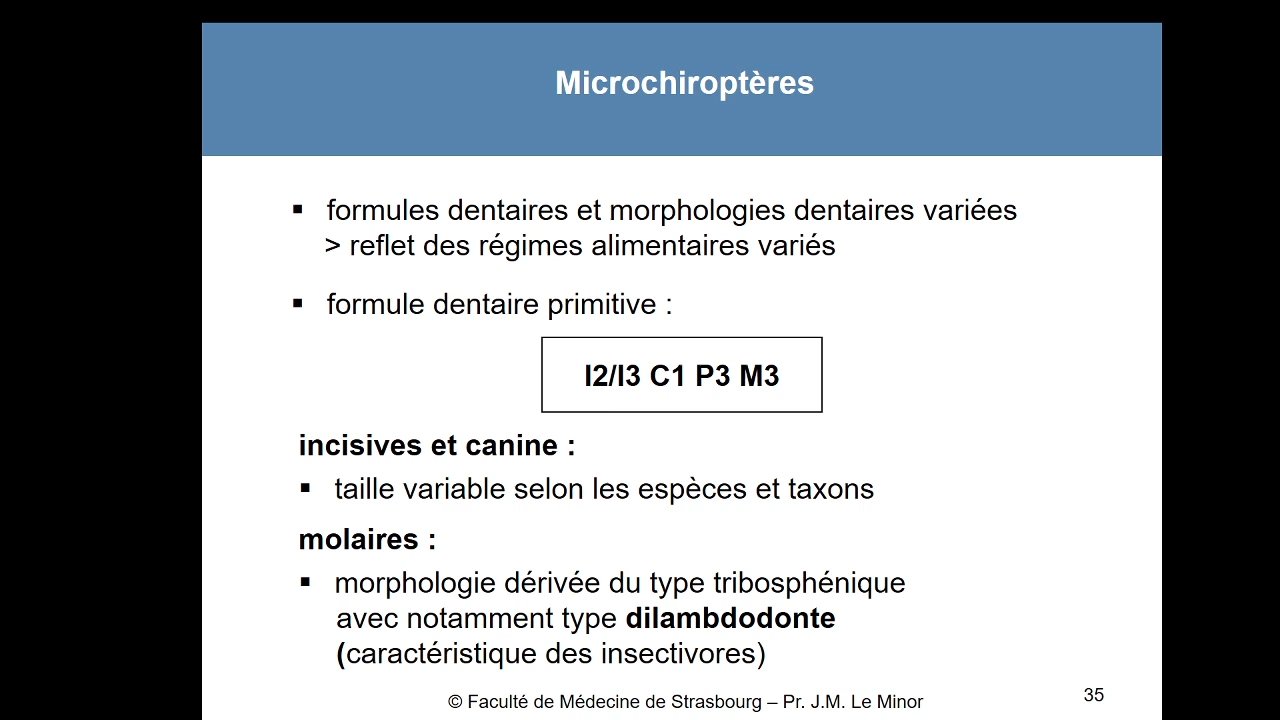 Microchiroptères
▪ formules dentaires et morphologies dentaires variées
> reflet des régimes alimentaires variés
▪ formule dentaire primitive :
I2/I3 C1 P3 M3
incisives et canine :
▪ taille variable selon les espèces et taxons
molaires :
▪ morphologie dérivée du type tribosphénique
avec notamment type dilambdodonte
(caractéristique des insectivores)
© Faculté de Médecine de Strasbourg – Pr. J.M. Le Minor
35